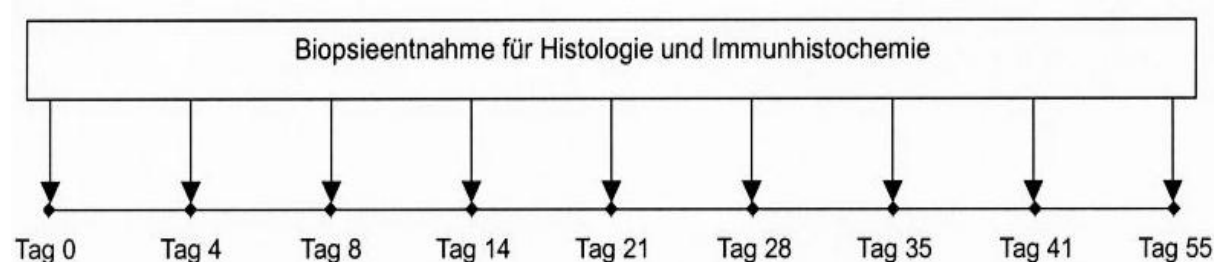 Biopsieentnahme für Histologie und Immunhistochemie
Tag 0 Tag 4 Tag 8 Tag 14 Tag 21 Tag 28 Tag 35 Tag 41 Tag 55